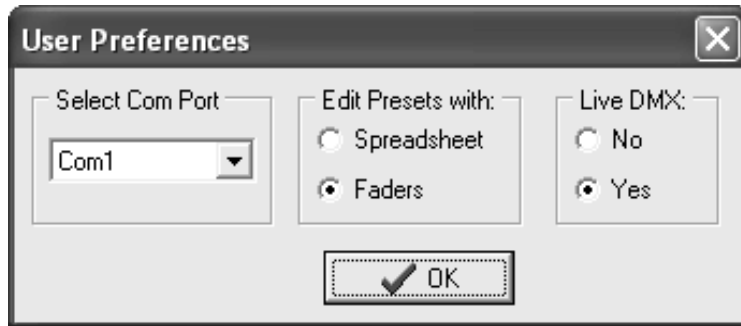 User Preferences
Select Com Port
Com1
Edit Presets with:
Spreadsheet
Faders
Live DMX:
No
Yes
OK